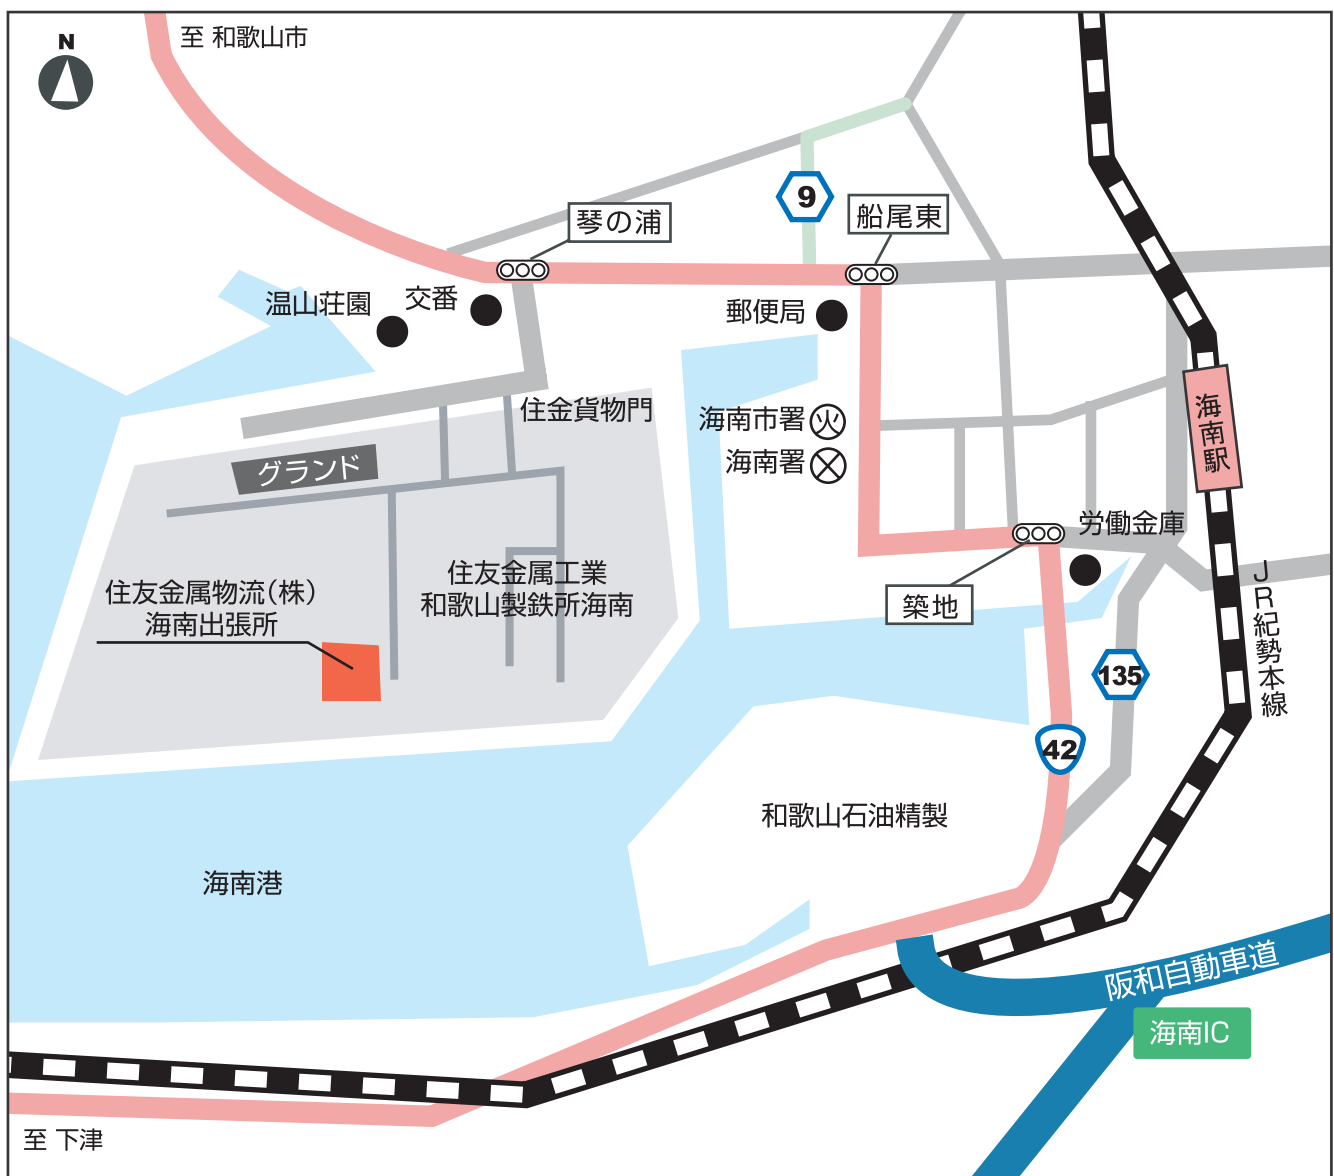 至 和歌山市
N
9
琴の浦
船尾東
温山荘園
交番
郵便局
住金貨物門
海南市署
火
海南署
グランド
海南駅
労働金庫
住友金属物流(株)
海南出張所
住友金属工業
和歌山製鉄所海南
築地
JR紀勢本線
135
42
和歌山石油精製
海南港
阪和自動車道
海南IC
至 下津